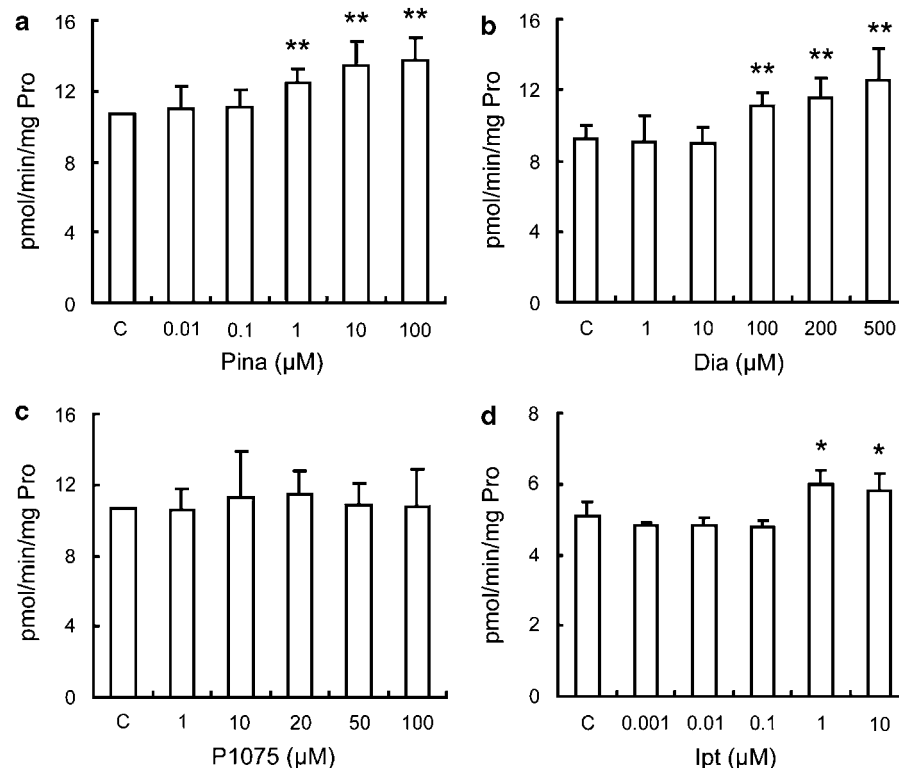 a
16
12
8
4
0
pmol/min/mg Pro
** ** **
C 0.01 0.1 1 10 100
Pina (µM)
b
16
12
8
4
0
pmol/min/mg Pro
** ** **
C 1 10 100 200 500
Dia (µM)
c
16
12
8
4
0
pmol/min/mg Pro
C 1 10 20 50 100
P1075 (µM)
d
8
6
4
2
0
pmol/min/mg Pro
* *
C 0.001 0.01 0.1 1 10
Ipt (µM)